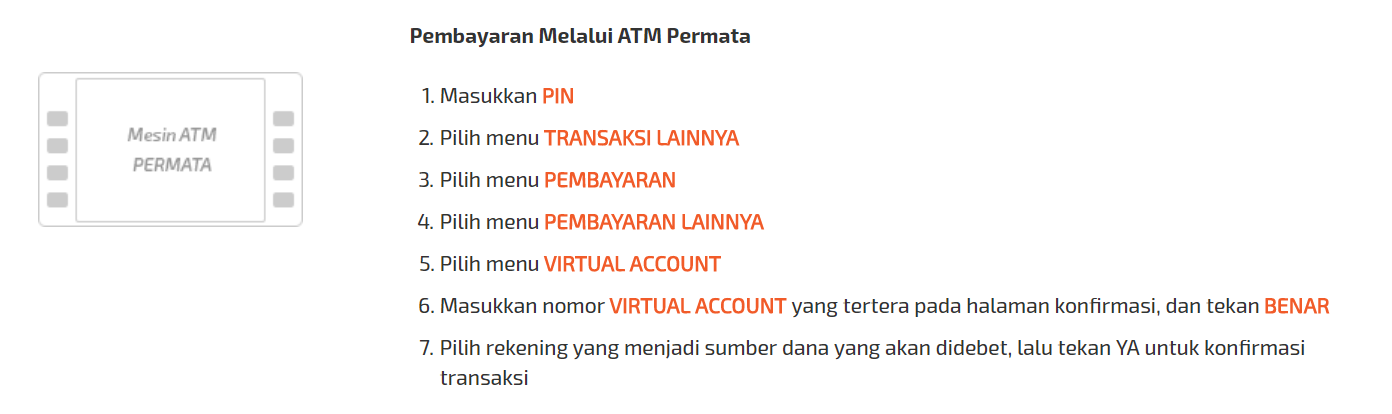 Pembayaran Melalui ATM Permata
Mesin ATM
PERMATA
1. Masukkan PIN
2. Pilih menu TRANSAKSI LAINNYA
3. Pilih menu PEMBAYARAN
4. Pilih menu PEMBAYARAN LAINNYA
5. Pilih menu VIRTUAL ACCOUNT
6. Masukkan nomor VIRTUAL ACCOUNT yang tertera pada halaman konfirmasi, dan tekan BENAR
7. Pilih rekening yang menjadi sumber dana yang akan didebet, lalu tekan YA untuk konfirmasi
transaksi